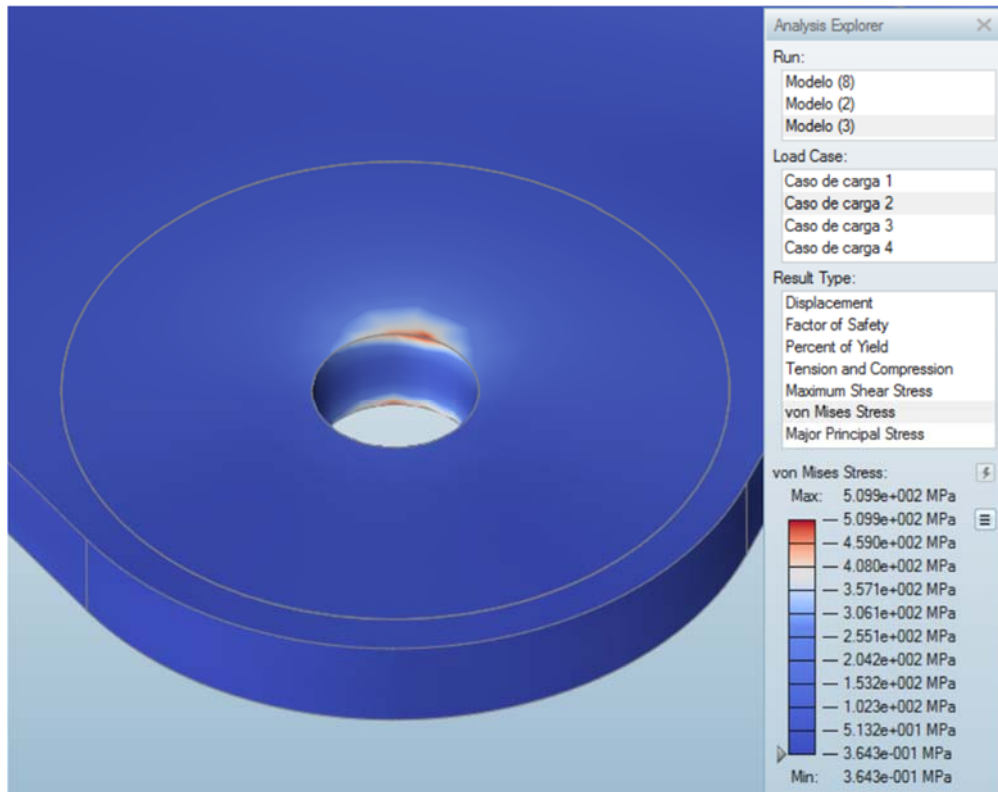 Analysis Explorer
Run:
Modelo (8)
Modelo (2)
Modelo (3)
Load Case:
Caso de carga 1
Caso de carga 2
Caso de carga 3
Caso de carga 4
Result Type:
Displacement
Factor of Safety
Percent of Yield
Tension and Compression
Maximum Shear Stress
von Mises Stress
Major Principal Stress
von Mises Stress:
Max: 5.099e+002 MPa
5.099e+002 MPa
4.590e+002 MPa
4.080e+002 MPa
3.571e+002 MPa
3.061e+002 MPa
2.551e+002 MPa
2.042e+002 MPa
1.532e+002 MPa
1.023e+002 MPa
5.132e+001 MPa
3.643e-001 MPa
Min: 3.643e-001 MPa